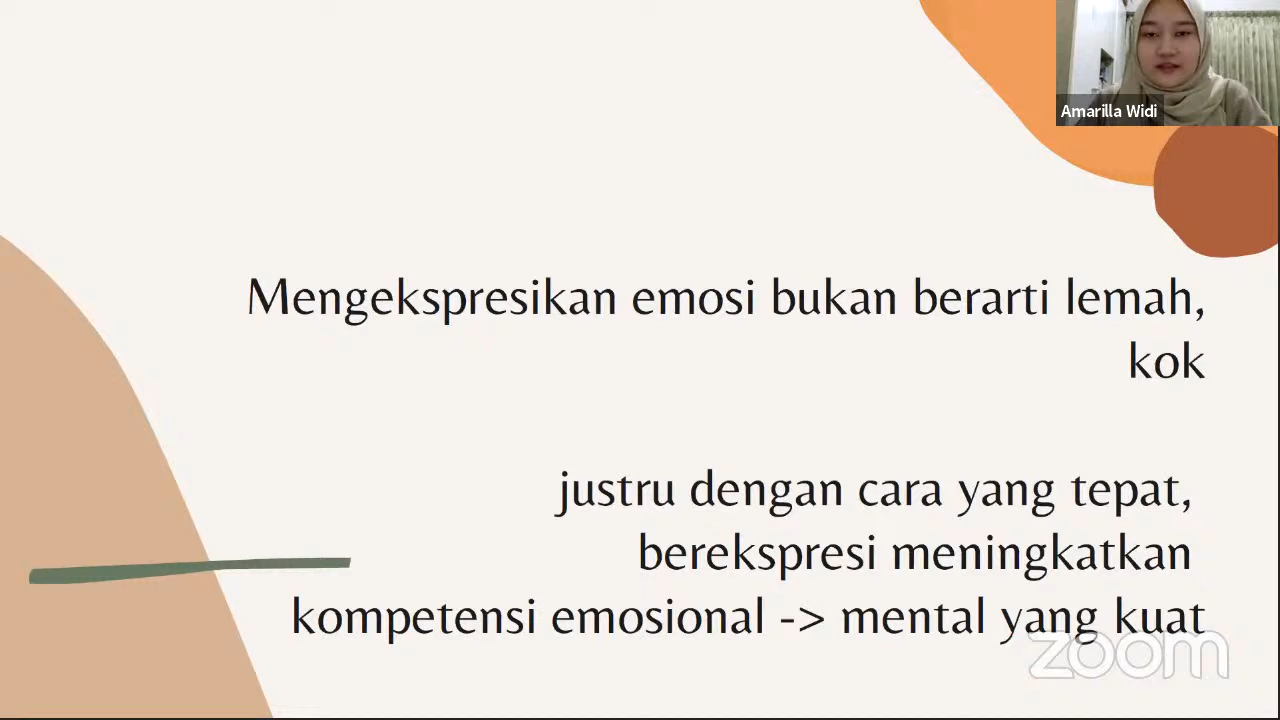 Amarilla Widi
Mengekspresikan emosi bukan berarti lemah,
kok
justru dengan cara yang tepat,
berekspresi meningkatkan
kompetensi emosional -> mental yang kuat
zoom